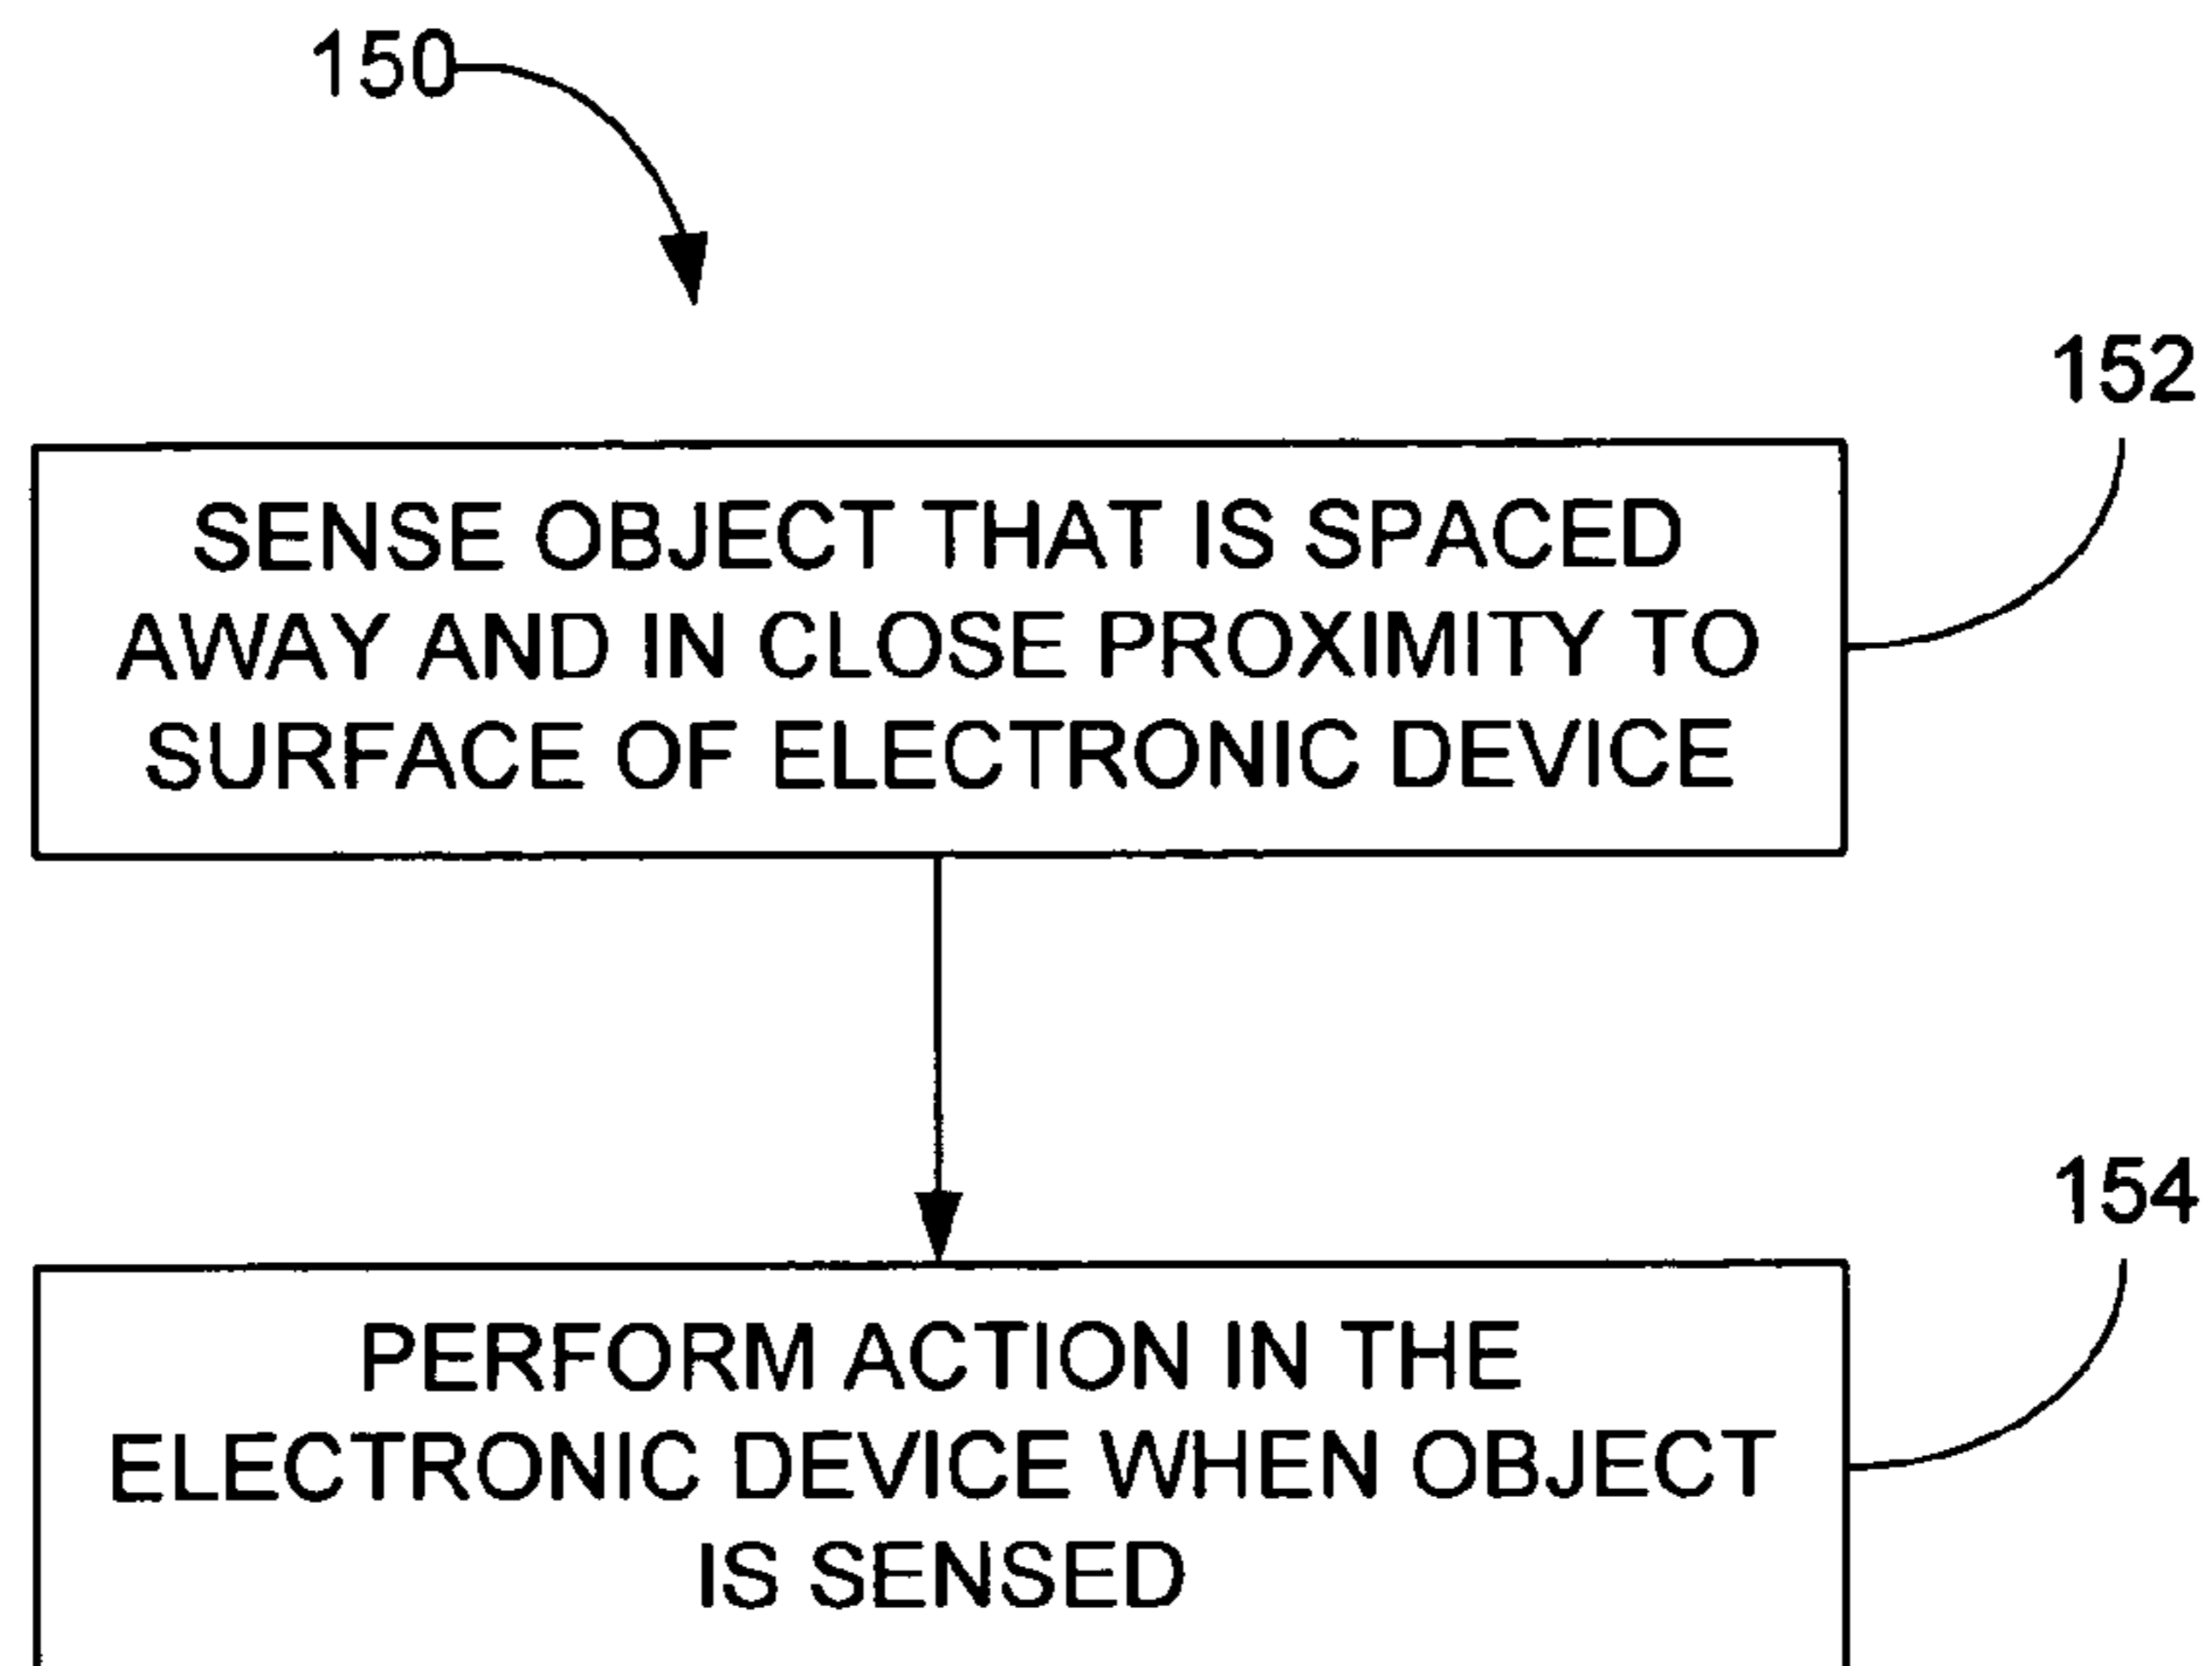 150
152
SENSE OBJECT THAT IS SPACED
AWAY AND IN CLOSE PROXIMITY TO
SURFACE OF ELECTRONIC DEVICE
154
PERFORM ACTION IN THE
ELECTRONIC DEVICE WHEN OBJECT
IS SENSED